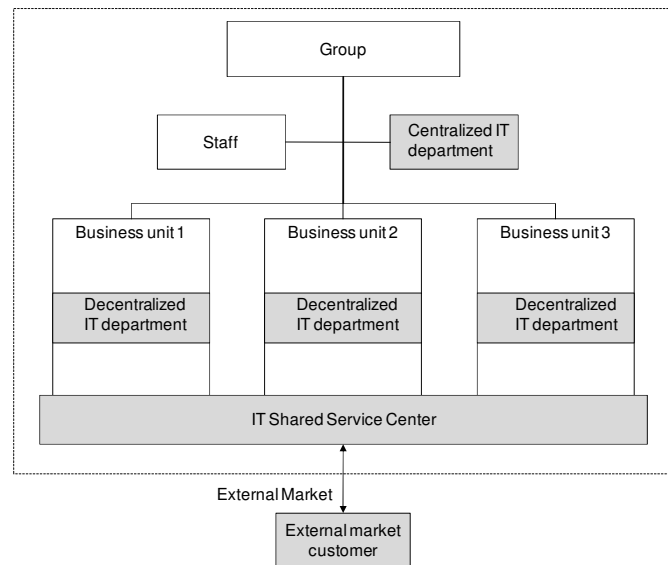 Group
Staff
Centralized IT
department
Business unit 1
Business unit 2
Business unit 3
Decentralized
IT department
Decentralized
IT department
Decentralized
IT department
IT Shared Service Center
External Market
External market
customer